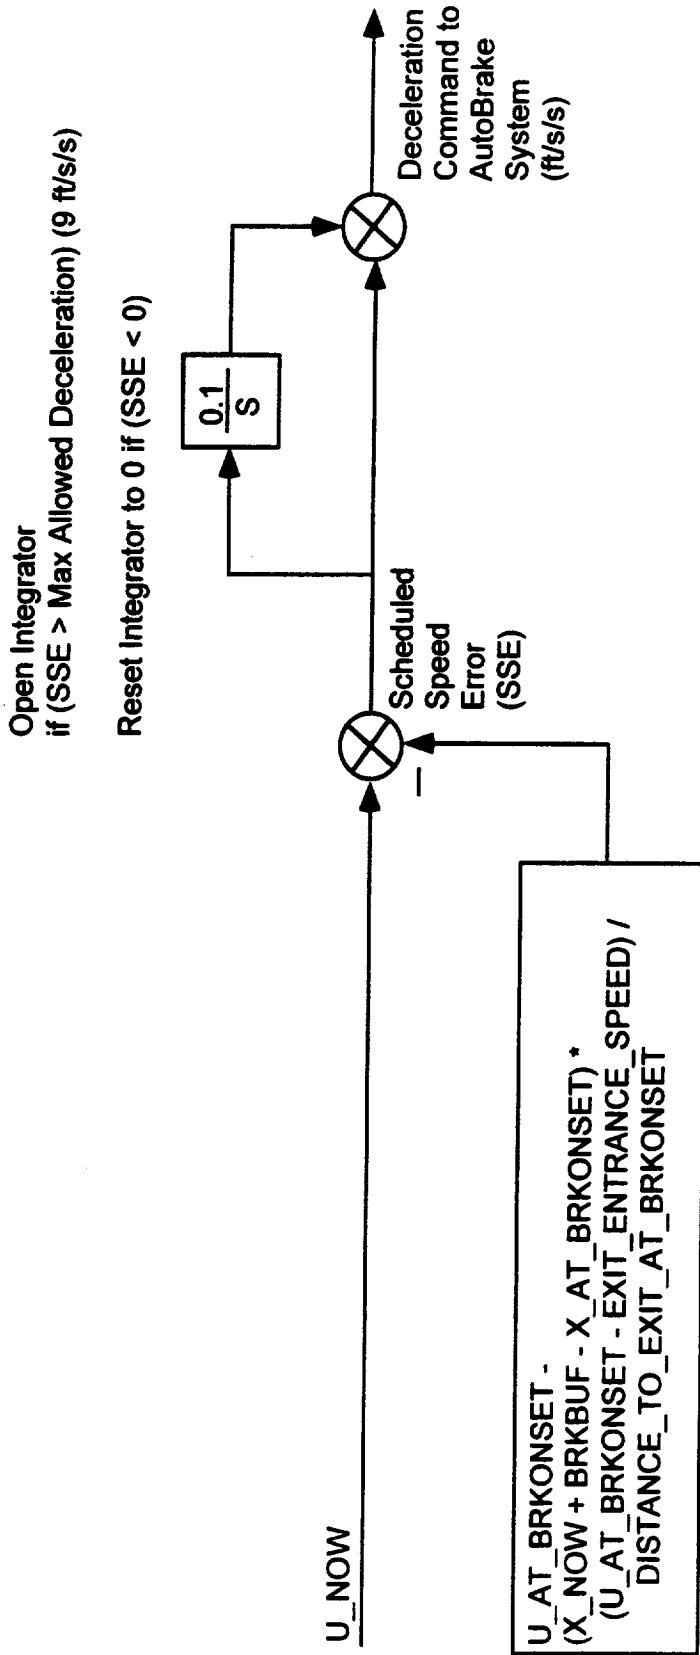 Open Integrator
if (SSE > Max Allowed Deceleration) (9 ft/s/s)
Reset Integrator to 0 if (SSE < 0)
0.1
S
U_NOW
Scheduled
Speed
Error
(SSE)
Deceleration
Command to
AutoBrake
System
(ft/s/s)
U_AT_BRKONSET -
(X_NOW + BRKBUF - X_AT_BRKONSET) *
(U_AT_BRKONSET - EXIT_ENTRANCE_SPEED) /
DISTANCE_TO_EXIT_AT_BRKONSET